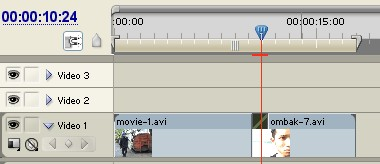 00:00:10:24
:00:00
00:00:15:00
Video 3
Video 2
Video 1
movie-1.avi
ombak-7.avi